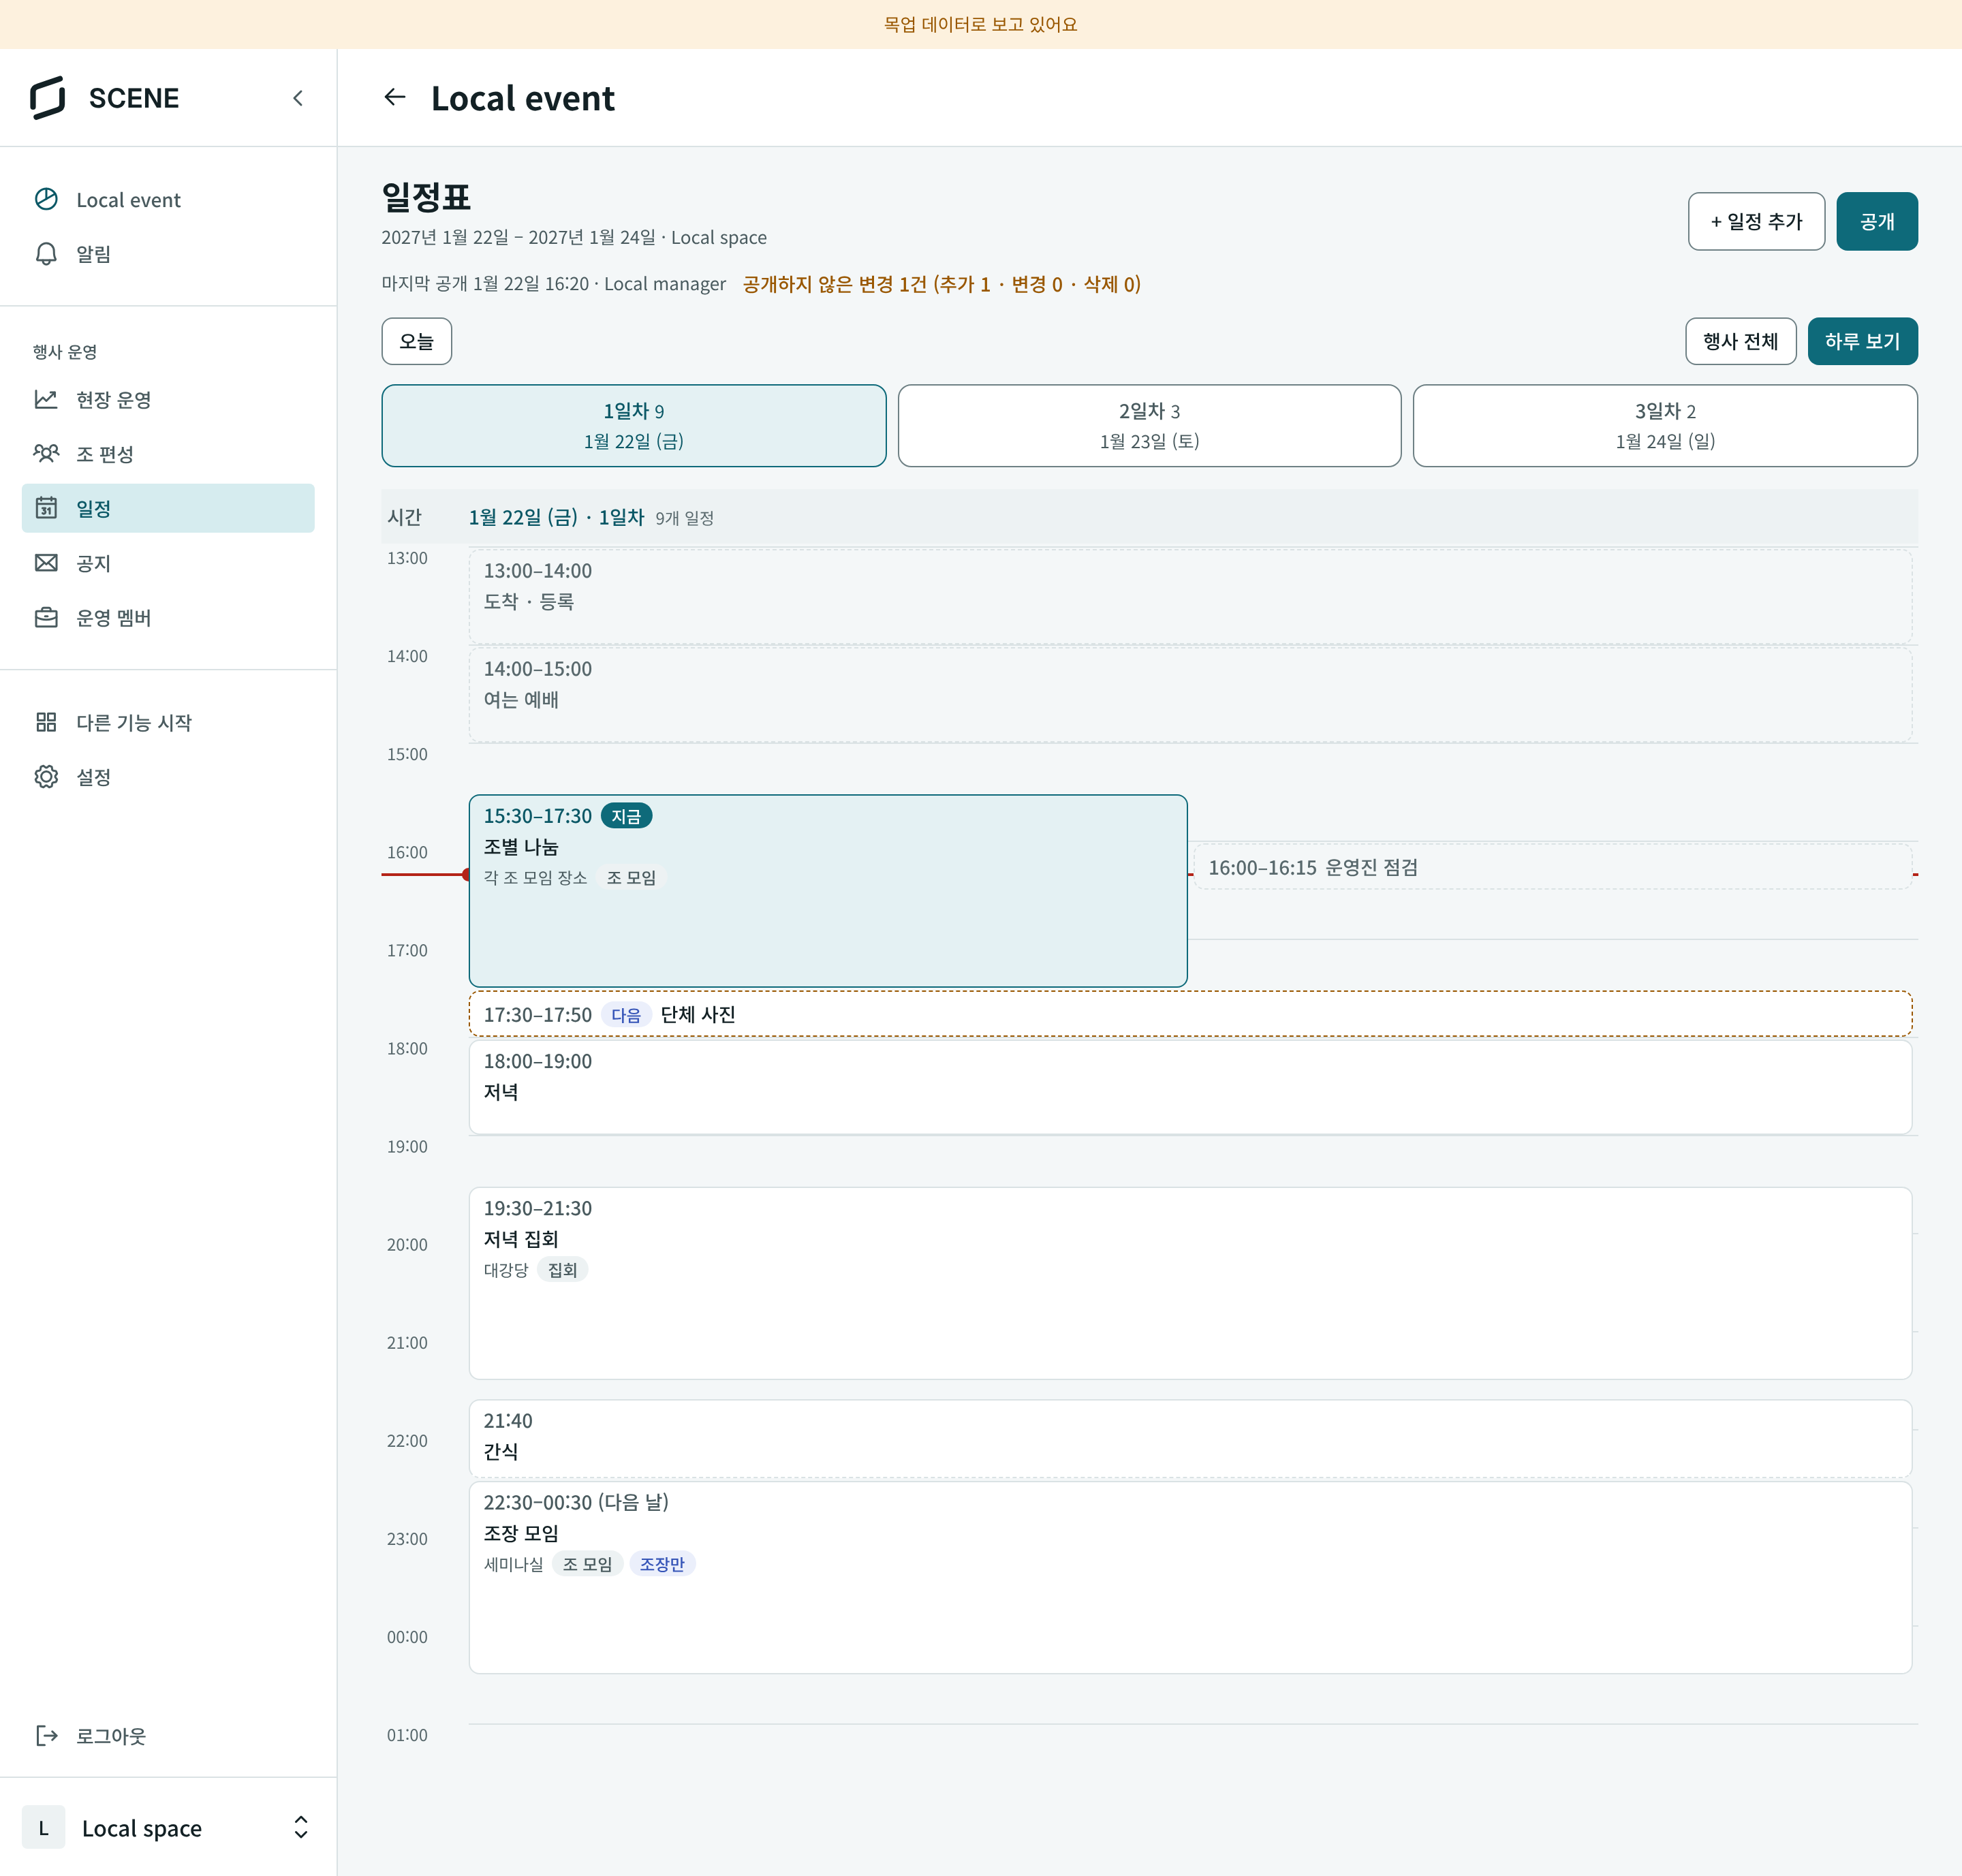 목업 데이터로 보고 있어요
SCENE
Local event
알림
행사 운영
현장 운영
조 편성
31
일정
공지
운영 멤버
다른 기능 시작
설정
로그아웃
L Local space
Local event
일정표
2027년 1월 22일 – 2027년 1월 24일 · Local space
+ 일정 추가
공개
마지막 공개 1월 22일 16:20 · Local manager 공개하지 않은 변경 1건 (추가 1 · 변경 0 · 삭제 0)
오늘
행사 전체
하루 보기
1일차 9
1월 22일 (금)
2일차 3
1월 23일 (토)
3일차 2
1월 24일 (일)
시간
1월 22일 (금) · 1일차 9개 일정
13:00
13:00–14:00
도착 · 등록
14:00
14:00–15:00
여는 예배
15:00
15:30–17:30 지금
조별 나눔
각 조 모임 장소 조 모임
16:00
16:00–16:15 운영진 점검
17:00
17:30–17:50 다음 단체 사진
18:00
18:00–19:00
저녁
19:00
19:30–21:30
저녁 집회
대강당 집회
20:00
21:00
21:40
간식
22:00
22:30–00:30 (다음 날)
조장 모임
세미나실 조 모임 조장만
23:00
00:00
01:00